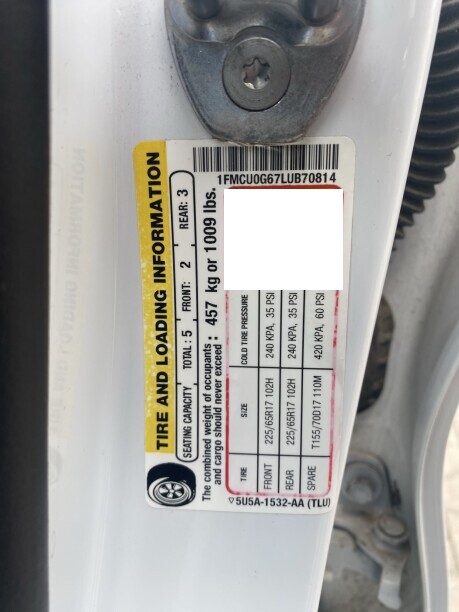 1FMCU0G67LUB70814
TIRE AND LOADING INFORMATION
SEATING CAPACITY TOTAL: 5 FRONT: 2 REAR: 3
The combined weight of occupants
and cargo should never exceed: 457 kg or 1009 lbs.
TIRE SIZE COLD TIRE PRESSURE
FRONT 225/65R17 102H 240 KPA, 35 PSI
REAR 225/65R17 102H 240 KPA, 35 PSI
SPARE T155/70D17 110M 420 KPA, 60 PSI
5U5A-1532-AA (TLU)